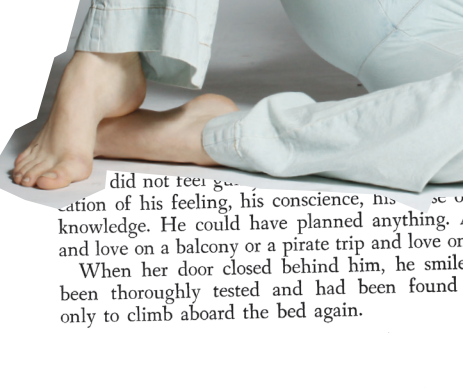 did not feel
cation of his feeling, his conscience, his
knowledge. He could have planned anything.
and love on a balcony or a pirate trip and love or
When her door closed behind him, he smile
been thoroughly tested and had been found
only to climb aboard the bed again.